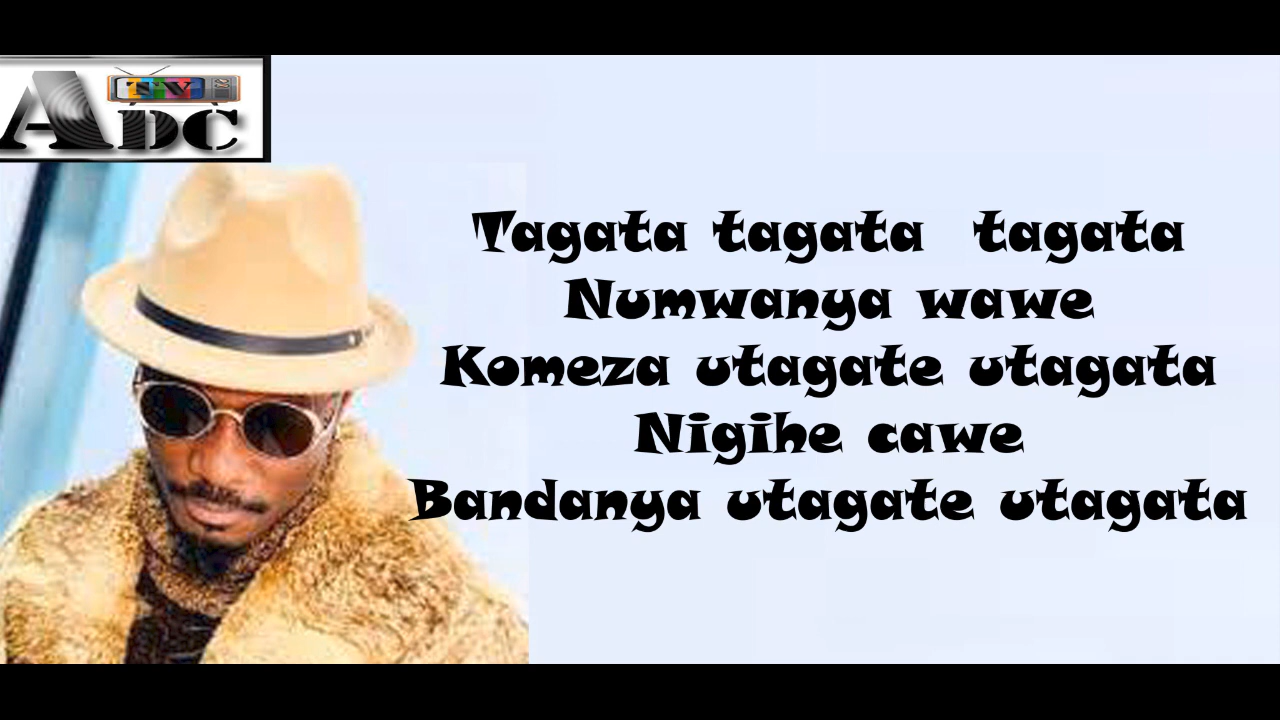 TV
ADC
Tagata tagata tagata
Numwanya wawe
Komeza utagate utagata
Nigihe cawe
Bandanya utagate utagata